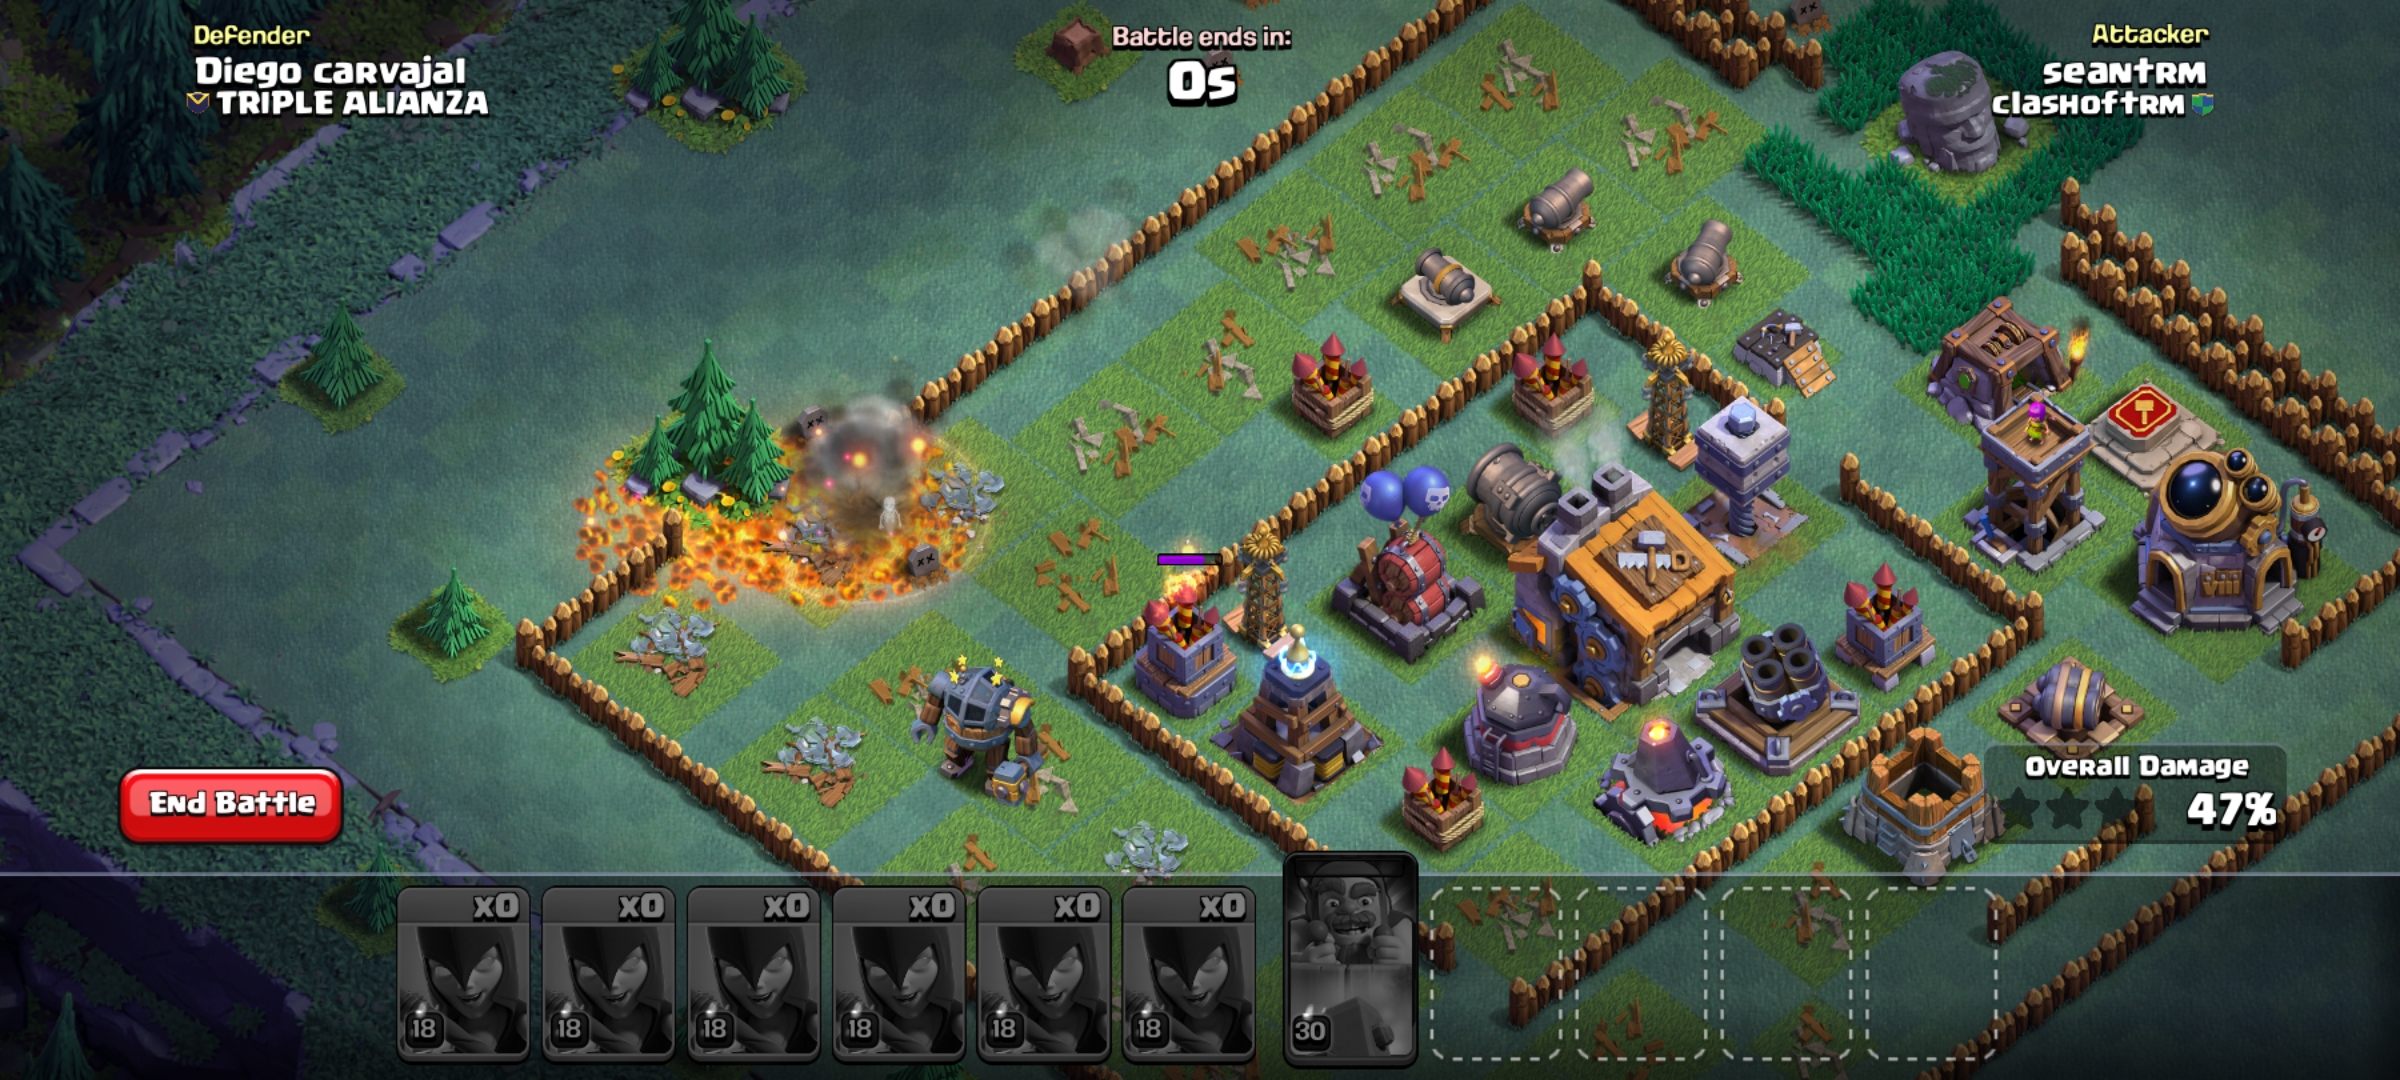 Defender
Diego carvajal
TRIPLE ALIANZA
Battle ends in:
0s
Attacker
seantRM
clashoftRM
End Battle
Overall Damage
47%
x0
x0
x0
x0
x0
x0
18
18
18
18
18
18
30